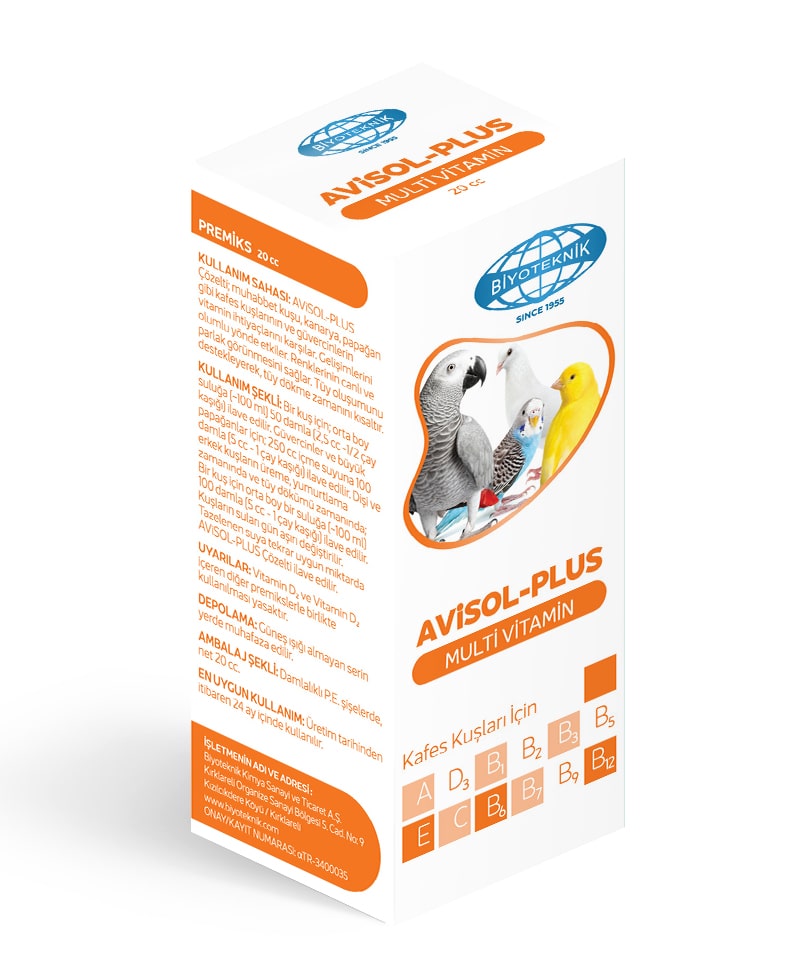 BİYOTEKNİK
SINCE 1955
AViSOL-PLUS
MULTİ VİTAMİN
20 cc
PREMİKS 20 cc
KULLANIM SAHASI: AViSOL-PLUS
Çözelti; muhabbet kuşu, kanarya, papağan
gibi kafes kuşlarının ve güvercinlerin
vitamin ihtiyaçlarını karşılar. Gelişimlerini
olumlu yönde etkiler. Renklerinin canlı ve
parlak görünmesini sağlar. Tüy oluşumunu
destekleyerek, tüy dökme zamanını kısaltır.
KULLANIM ŞEKLİ: Bir kuş için; orta boy
suluğa (~100 ml) 50 damla (2,5 cc -1/2 çay
kaşığı) ilave edilir. Güvercinler ve büyük
papağanlar için; 250 cc içme suyuna 100
damla (5 cc - 1 çay kaşığı) ilave edilir. Dişi ve
erkek kuşların üreme, yumurtlama
zamanında ve tüy dökümü zamanında;
Bir kuş için orta boy bir suluğa (~100 ml)
100 damla (5 cc - 1 çay kaşığı) ilave edilir.
Kuşların suları gün aşırı değiştirilir.
Tazelenen suya tekrar uygun miktarda
AViSOL-PLUS Çözelti ilave edilir.
UYARILAR: Vitamin D₂ ve Vitamin D₂
içeren diğer premikslerle birlikte
kullanılması yasaktır.
DEPOLAMA: Güneş ışığı almayan serin
yerde muhafaza edilir.
AMBALAJ ŞEKLİ: Damlalıklı P.E. şişelerde,
net 20 cc.
EN UYGUN KULLANIM: Üretim tarihinden
itibaren 24 ay içinde kullanılır.
İŞLETMENİN ADI VE ADRESİ :
Biyoteknik Kimya Sanayi ve Ticaret A.Ş.
Kırklareli Organize Sanayi Bölgesi 5. Cad. No: 9
Kızılcıkdere Köyü / Kırklareli
www.biyoteknik.com
ONAY/KAYIT NUMARASI: αTR-3400035
BİYOTEKNİK
SINCE 1955
AViSOL-PLUS
MULTİ VİTAMİN
Kafes Kuşları İçin
A D₃ B₁ B₂ B₃ B₅
E C B₆ B₇ B₉ B₁₂